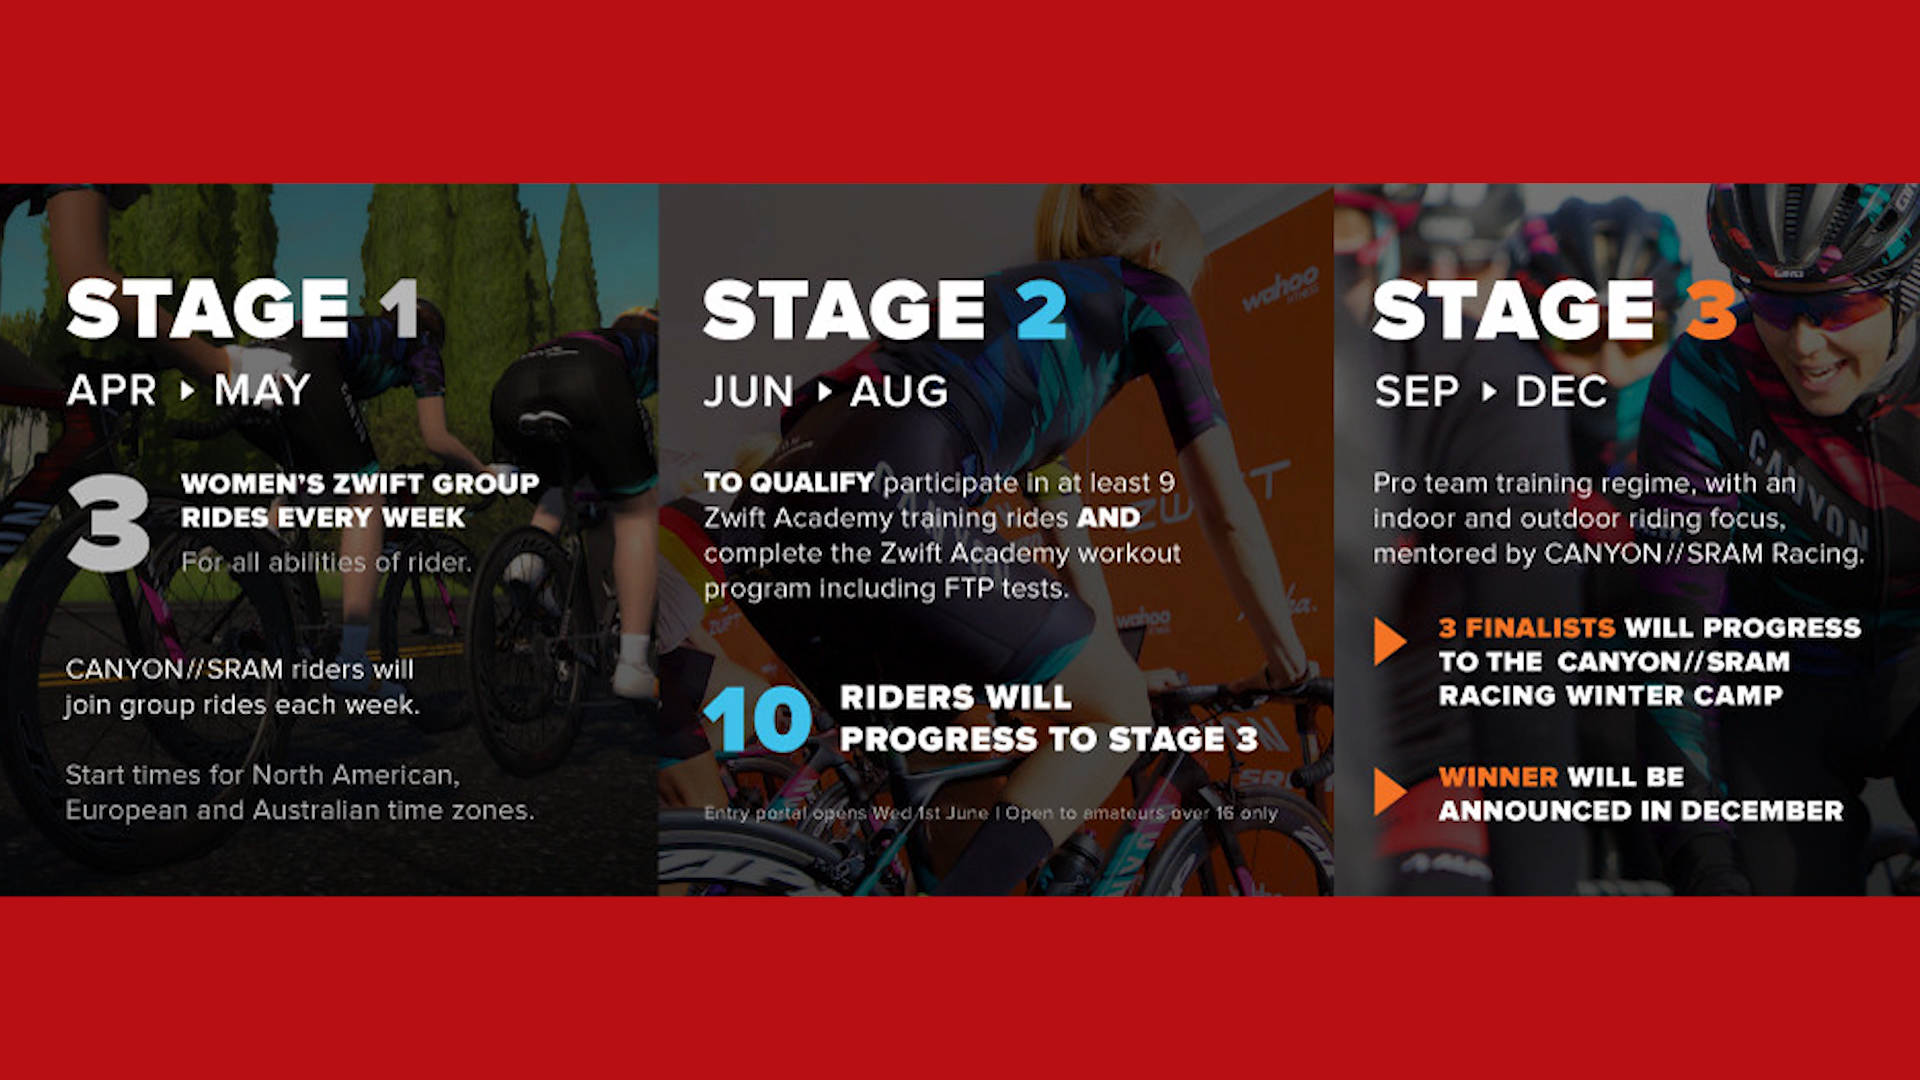 STAGE 1
APR ▸ MAY
3
WOMEN'S ZWIFT GROUP
RIDES EVERY WEEK
For all abilities of rider.
CANYON//SRAM riders will
join group rides each week.
Start times for North American,
European and Australian time zones.
STAGE 2
JUN ▸ AUG
TO QUALIFY participate in at least 9
Zwift Academy training rides AND
complete the Zwift Academy workout
program including FTP tests.
10
RIDERS WILL
PROGRESS TO STAGE 3
Entry portal opens Wed 1st June | Open to amateurs over 16 only
wahoo
FITNESS
wahoo
STAGE 3
SEP ▸ DEC
Pro team training regime, with an
indoor and outdoor riding focus,
mentored by CANYON//SRAM Racing.
3 FINALISTS WILL PROGRESS
TO THE CANYON//SRAM
RACING WINTER CAMP
WINNER WILL BE
ANNOUNCED IN DECEMBER
GIRO
CANYON